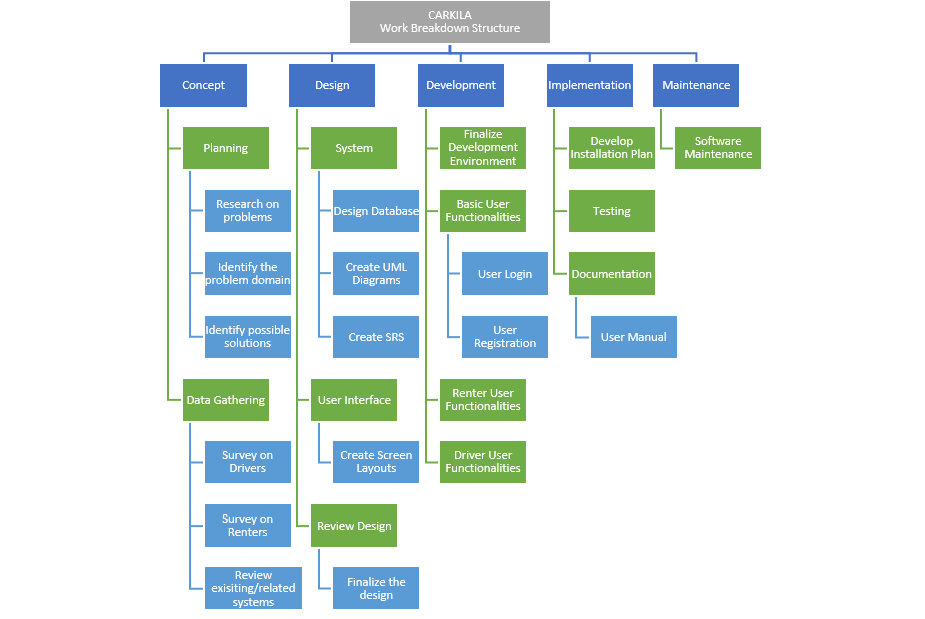 CARKILA
Work Breakdown Structure
Concept
Planning
Research on
problems
Identify the
problem domain
Identify possible
solutions
Data Gathering
Survey on
Drivers
Survey on
Renters
Review
exisiting/related
systems
Design
System
Design Database
Create UML
Diagrams
Create SRS
User Interface
Create Screen
Layouts
Review Design
Finalize the
design
Development
Finalize
Development
Environment
Basic User
Functionalities
User Login
User
Registration
Renter User
Functionalities
Driver User
Functionalities
Implementation
Develop
Installation Plan
Testing
Documentation
User Manual
Maintenance
Software
Maintenance